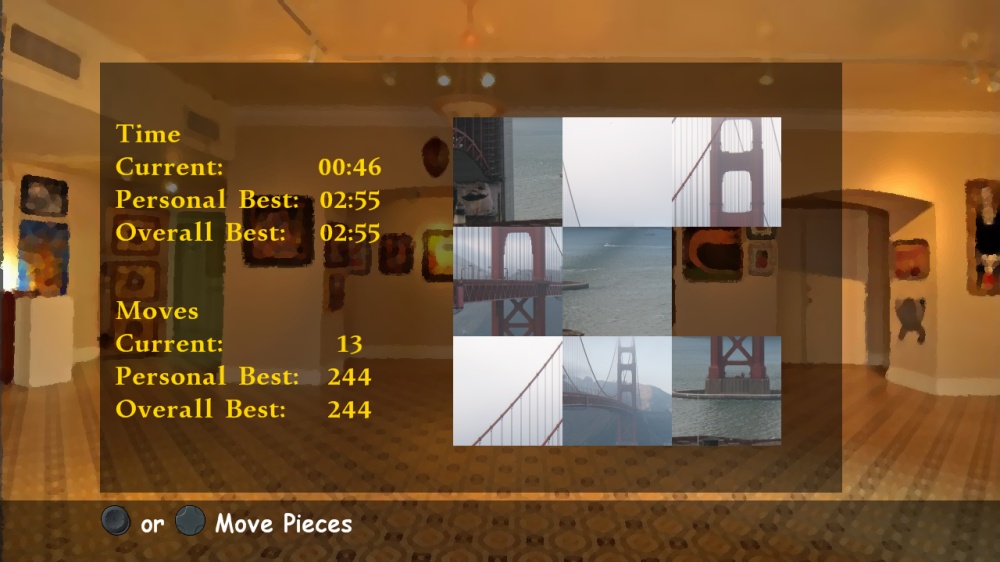 Time
Current: 00:46
Personal Best: 02:55
Overall Best: 02:55
Moves
Current: 13
Personal Best: 244
Overall Best: 244
or Move Pieces